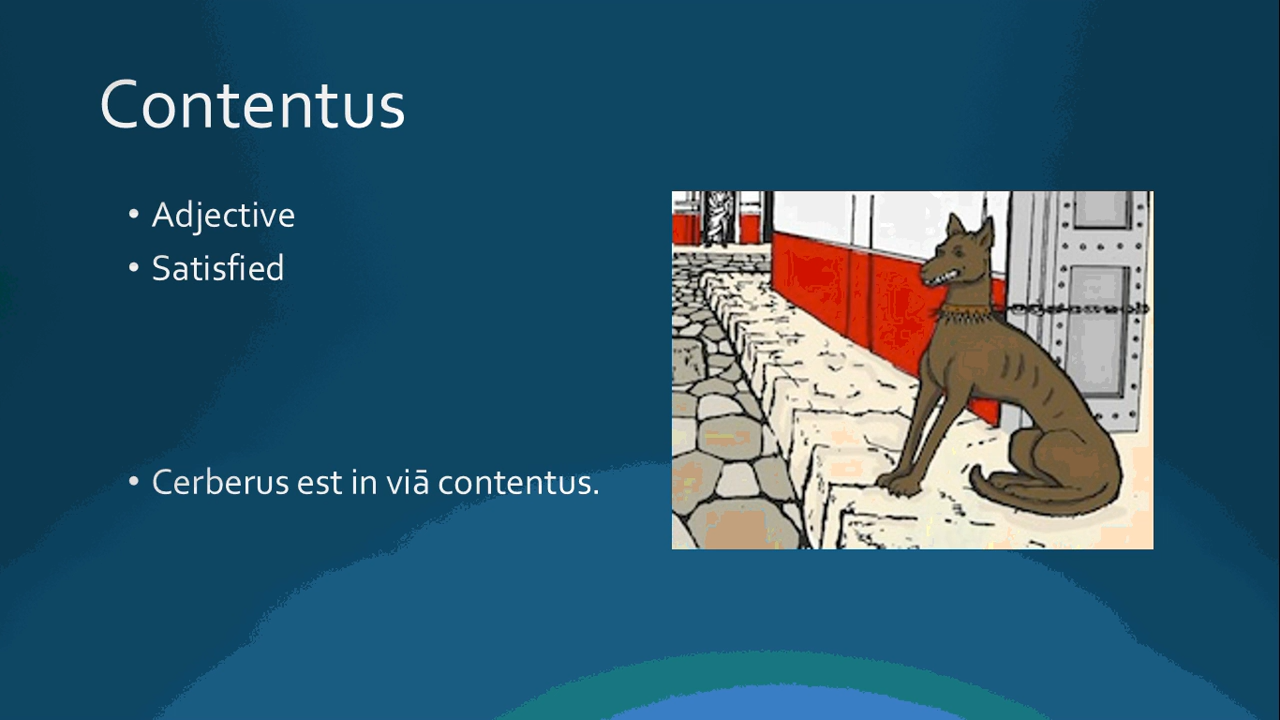 Contentus
• Adjective
• Satisfied
• Cerberus est in viā contentus.